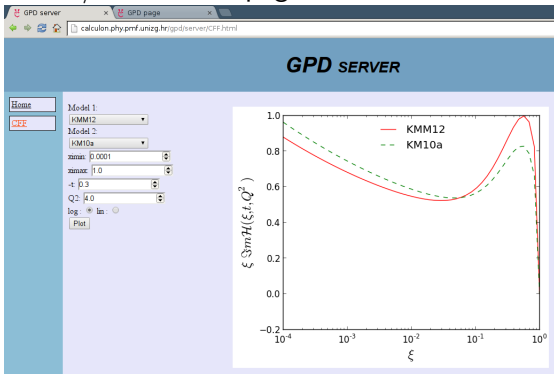 page
GPD server
GPD page
calculon.phy.pmf.unizg.hr/gpd/server/CFF.html
GPD SERVER
Home
CFF
Model 1:
KMM12
Model 2:
KM10a
ximin: 0.0001
ximax: 1.0
-t: 0.3
Q2: 4.0
log : lin :
Plot
KMM12
KM10a
1.0
0.8
0.6
0.4
0.2
0.0
−0.2
ξ ℑmℋ(ξ,t,Q²)
10⁻⁴ 10⁻³ 10⁻² 10⁻¹ 10⁰
ξ